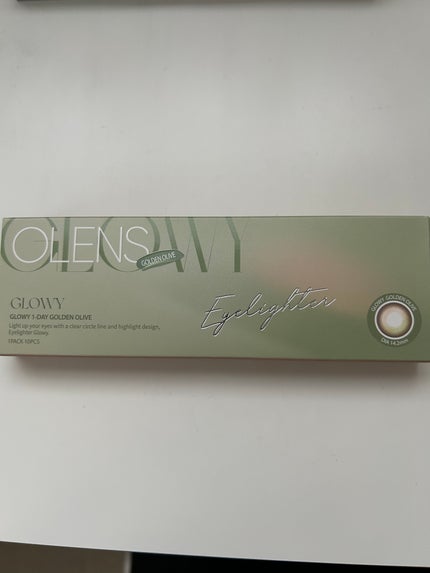 GLOWY
OLENS
GOLDEN OLIVE
GLOWY
GLOWY 1-DAY GOLDEN OLIVE
Light up your eyes with a clear circle line and highlight design,
Eyelighter Glowy.
1PACK 10PCS
Eyelighter
GLOWY GOLDEN OLIVE
DIA 14.2mm